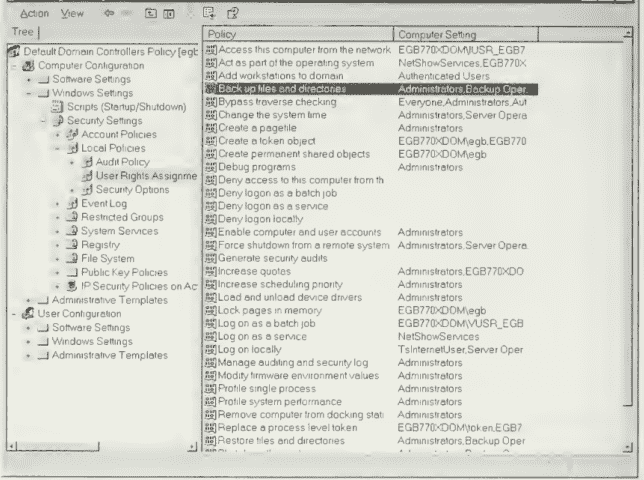 Action View
Tree
Default Domain Controllers Policy [egb
Computer Configuration
Software Settings
Windows Settings
Scripts (Startup/Shutdown)
Security Settings
Account Policies
Local Policies
Audit Policy
User Rights Assignme
Security Options
Event Log
Restricted Groups
System Services
Registry
File System
Public Key Policies
IP Security Policies on Ac
Administrative Templates
User Configuration
Software Settings
Windows Settings
Administrative Templates
Policy Computer Setting
Access this computer from the network EGB770XDOM\IUSR_EGB7
Act as part of the operating system NetShowServices,EGB770X
Add workstations to domain Authenticated Users
Back up files and directories Administrators,Backup Oper
Bypass traverse checking Everyone,Administrators,Aut
Change the system time Administrators,Server Opera
Create a pagefile Administrators
Create a token object EGB770XDOM\egb,EGB770
Create permanent shared objects EGB770XDOM\egb
Debug programs Administrators
Deny access to this computer from th
Deny logon as a batch job
Deny logon as a service
Deny logon locally
Enable computer and user accounts Administrators
Force shutdown from a remote system Administrators,Server Opera
Generate security audits
Increase quotas Administrators,EGB770XDO
Increase scheduling priority Administrators
Load and unload device drivers Administrators
Lock pages in memory EGB770XDOM\egb
Log on as a batch job EGB770XDOM\VUSR_EGB
Log on as a service NetShowServices
Log on locally TsInternetUser,Server Oper
Manage auditing and security log Administrators
Modify firmware environment values Administrators
Profile single process Administrators
Profile system performance Administrators
Remove computer from docking stati Administrators
Replace a process level token EGB770XDOM\token,EGB7
Restore files and directories Administrators,Backup Oper